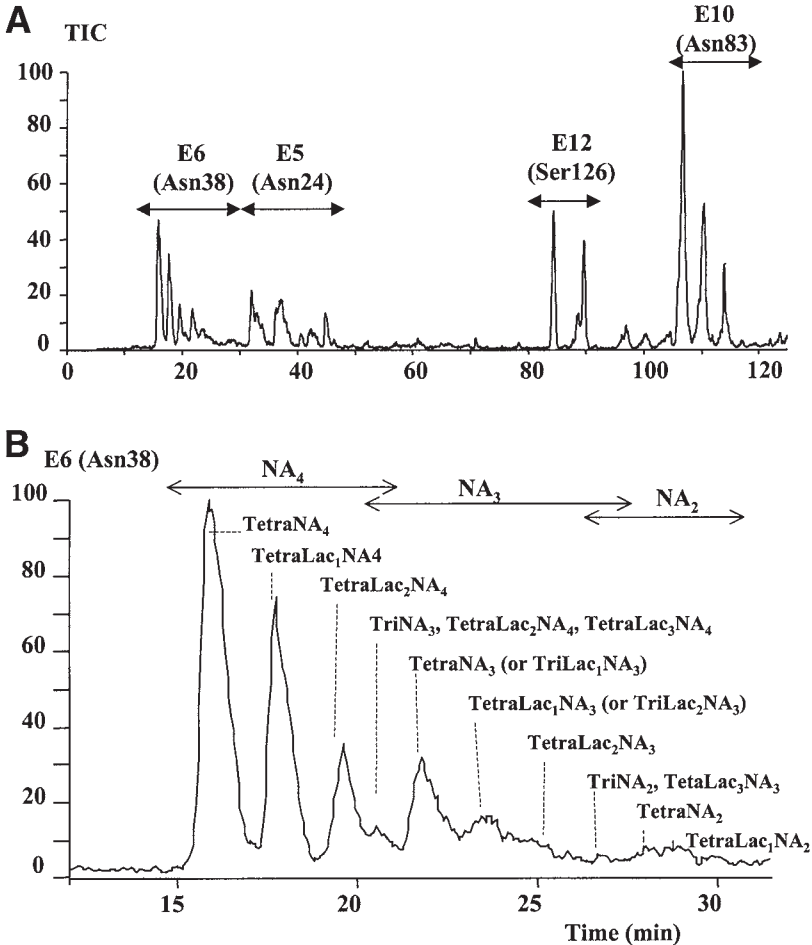 A
TIC
E10
(Asn83)
E12
(Ser126)
E6
(Asn38)
E5
(Asn24)
100
80
60
40
20
0
0 20 40 60 80 100 120
B
E6 (Asn38)
NA₄
NA₃
NA₂
TetraNA₄
TetraLac₁NA4
TetraLac₂NA₄
TriNA₃, TetraLac₂NA₄, TetraLac₃NA₄
TetraNA₃ (or TriLac₁NA₃)
TetraLac₁NA₃ (or TriLac₂NA₃)
TetraLac₂NA₃
TriNA₂, TetaLac₃NA₃
TetraNA₂
TetraLac₁NA₂
100
80
60
40
20
0
15 20 25 30
Time (min)